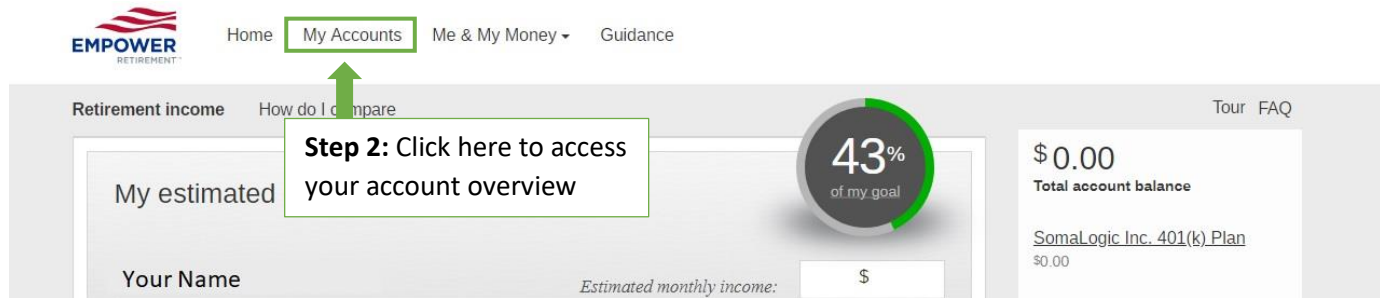 EMPOWER
RETIREMENT
Home My Accounts Me & My Money Guidance
Retirement income How do I compare
Tour FAQ
Step 2: Click here to access
your account overview
My estimated
43%
of my goal
$0.00
Total account balance
SomaLogic Inc. 401(k) Plan
$0.00
Your Name
Estimated monthly income:
$